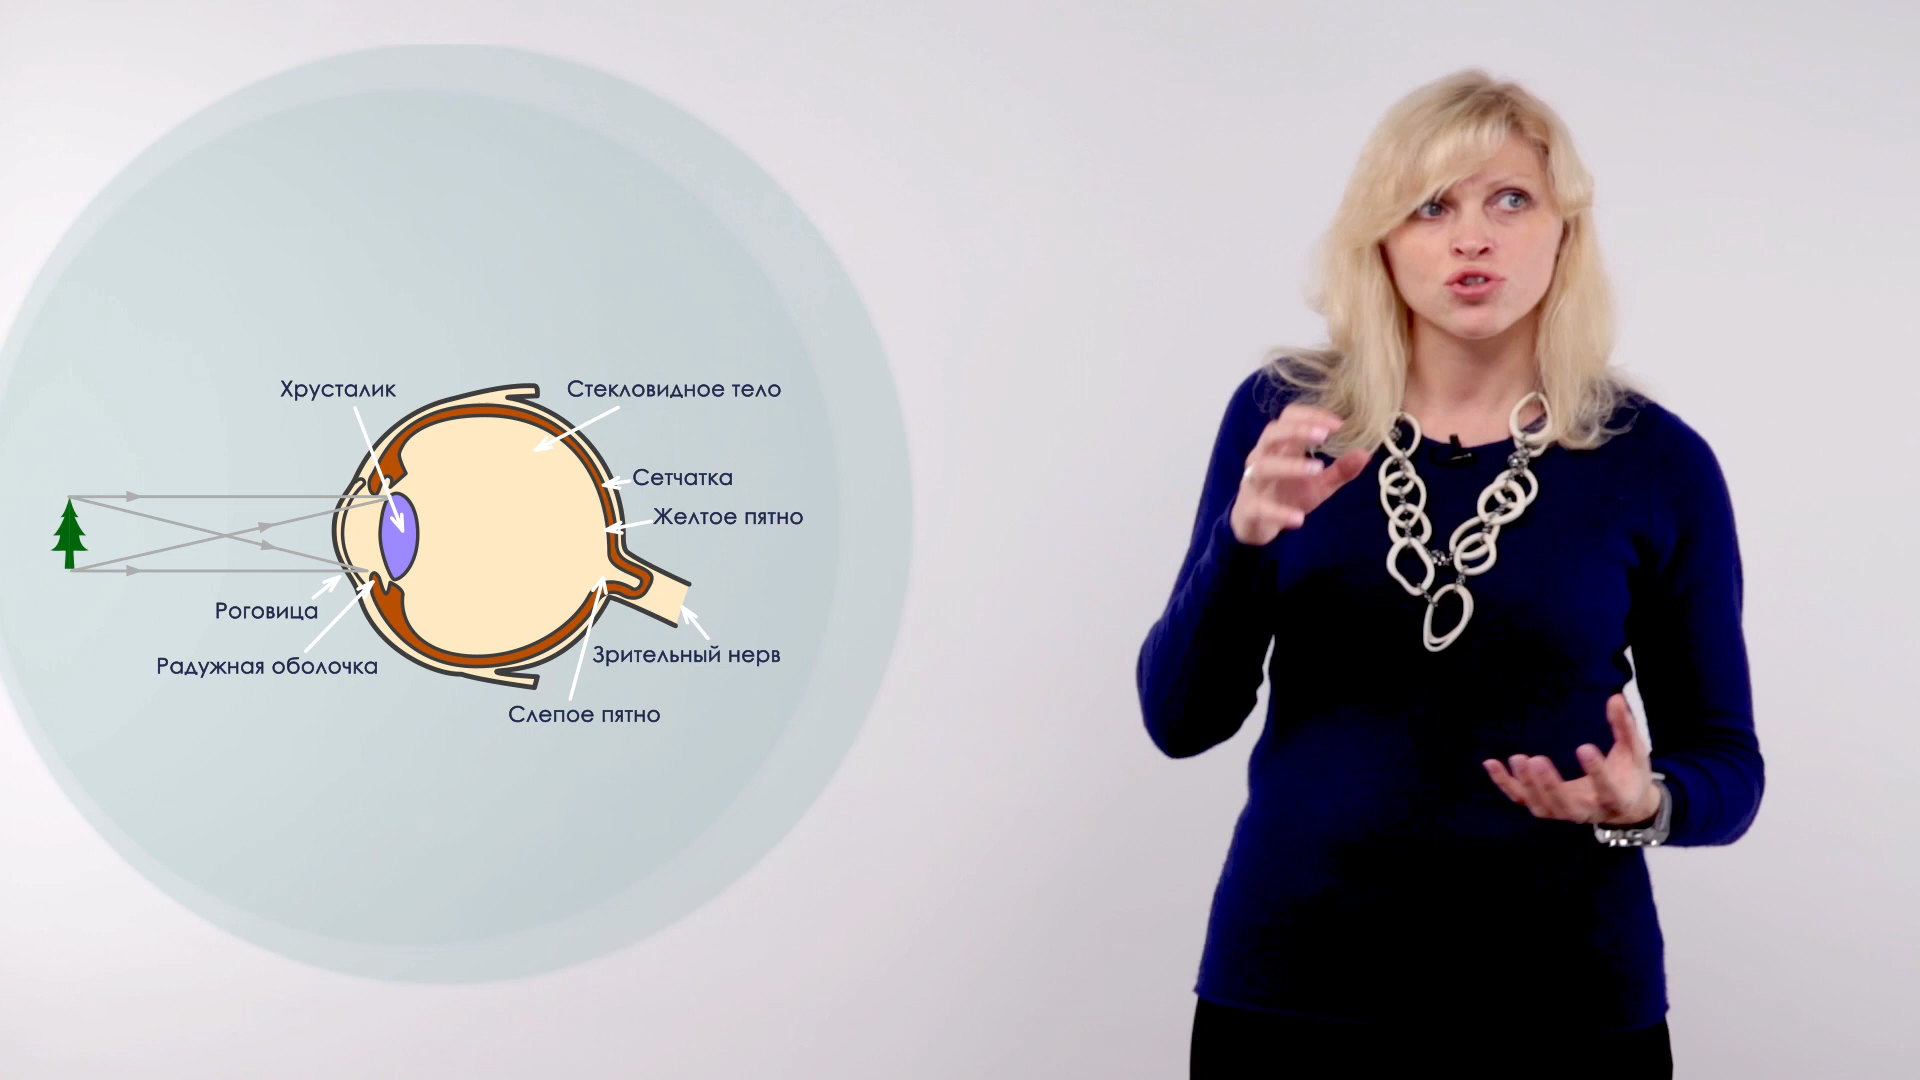 Хрусталик
Стекловидное тело
Сетчатка
Желтое пятно
Роговица
Зрительный нерв
Радужная оболочка
Слепое пятно